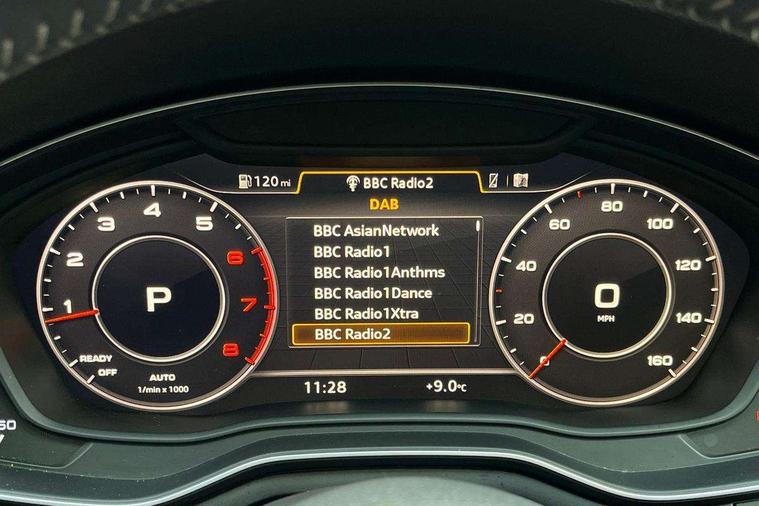 120 mi
BBC Radio2
DAB
BBC AsianNetwork
BBC Radio1
BBC Radio1Anthms
BBC Radio1Dance
BBC Radio1Xtra
BBC Radio2
1
2
3
4
5
6
7
8
P
READY
OFF
AUTO
1/min x 1000
0
20
40
60
80
100
120
140
160
0
MPH
11:28
+9.0°C